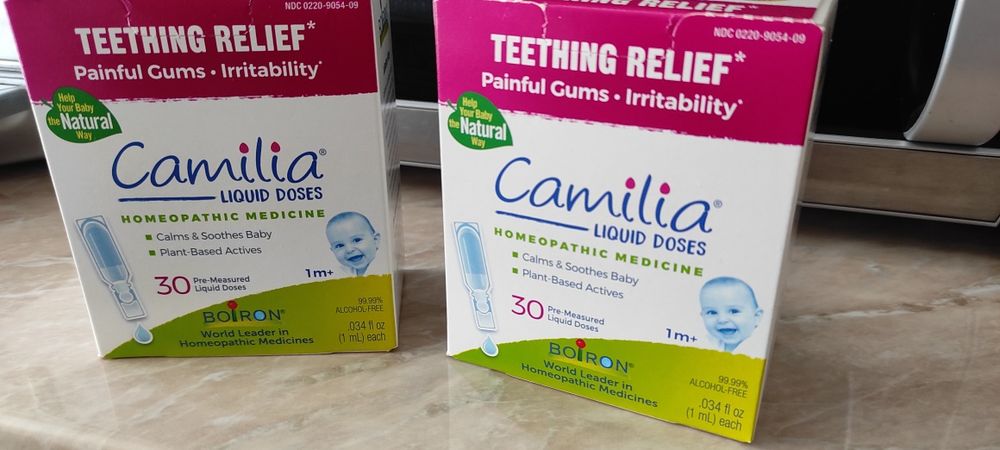 NDC 0220-9054-09
TEETHING RELIEF*
Painful Gums • Irritability*
Help
Your Baby
the Natural
Way
Camilia®
LIQUID DOSES
HOMEOPATHIC MEDICINE
Calms & Soothes Baby
Plant-Based Actives
30 Pre-Measured
Liquid Doses
1m+
BOIRON®
World Leader in
Homeopathic Medicines
99.99%
ALCOHOL-FREE
.034 fl oz
(1 mL) each
RELIEF*
NDC 0220-9054-09
TEETHING RELIEF*
Painful Gums • Irritability*
Help
Your Baby
the Natural
Way
Camilia®
LIQUID DOSES
HOMEOPATHIC MEDICINE
Calms & Soothes Baby
Plant-Based Actives
30 Pre-Measured
Liquid Doses
1m+
BOIRON®
World Leader in
Homeopathic Medicines
99.99%
ALCOHOL-FREE
.034 fl oz
(1 mL) each